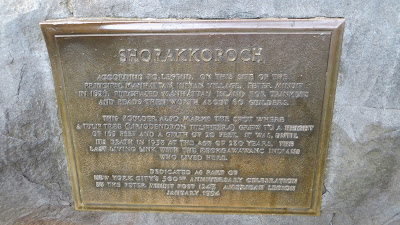 SHORAKKOPOCH
ACCORDING TO LEGEND, ON THIS SITE OF THE
PRINCIPAL MANHATTAN INDIAN VILLAGE, PETER MINUIT
IN 1626, PURCHASED MANHATTAN ISLAND FOR TRINKETS
AND BEADS THEN WORTH ABOUT 60 GUILDERS.
THIS BOULDER ALSO MARKS THE SPOT WHERE
A TULIP TREE (LIRIODENDRON TULIPIFERA) GREW TO A HEIGHT
OF 165 FEET AND A GIRTH OF 20 FEET. IT WAS, UNTIL
ITS DEATH IN 1938 AT THE AGE OF 280 YEARS, THE
LAST LIVING LINK WITH THE RECKGAWAWANC INDIANS
WHO LIVED HERE.
DEDICATED AS PART OF
NEW YORK CITY'S 300TH ANNIVERSARY CELEBRATION
BY THE PETER MINUIT POST 1247, AMERICAN LEGION
JANUARY 1954